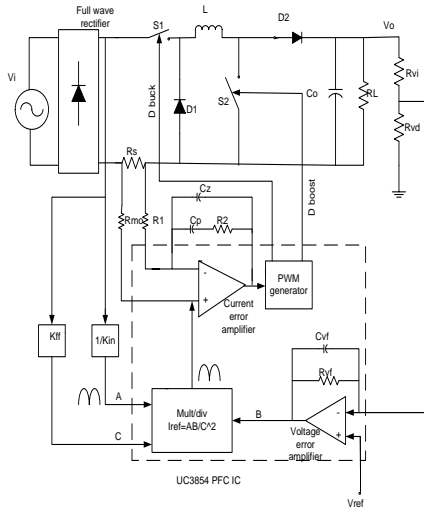 Full wave
rectifier
S1
L
D2
Vo
Vi
D buck
D1
S2
Co
RL
Rvi
Rvd
Rs
D boost
Cz
Rmo
R1
Cp
R2
-
+
Current
error
amplifier
PWM
generator
Kff
1/Kin
Cvf
Rvf
A
B
C
Mult/div
Iref=AB/C^2
-
+
Voltage
error
amplifier
UC3854 PFC IC
Vref